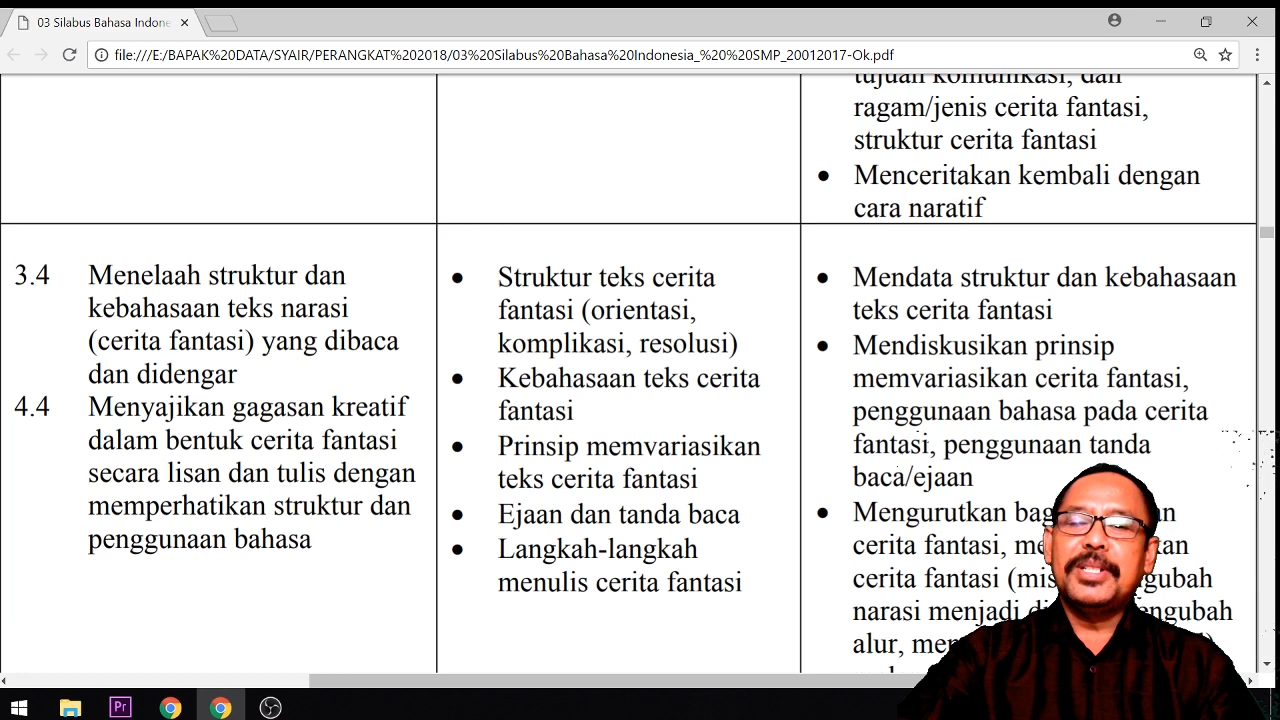 03 Silabus Bahasa Indone
file:///E:/BAPAK%20DATA/SYAIR/PERANGKAT%202018/03%20Silabus%20Bahasa%20Indonesia_%20%20SMP_20012017-Ok.pdf
tujuan komunikasi, dan
ragam/jenis cerita fantasi,
struktur cerita fantasi
• Menceritakan kembali dengan
cara naratif
3.4 Menelaah struktur dan
kebahasaan teks narasi
(cerita fantasi) yang dibaca
dan didengar
4.4 Menyajikan gagasan kreatif
dalam bentuk cerita fantasi
secara lisan dan tulis dengan
memperhatikan struktur dan
penggunaan bahasa
• Struktur teks cerita
fantasi (orientasi,
komplikasi, resolusi)
• Kebahasaan teks cerita
fantasi
• Prinsip memvariasikan
teks cerita fantasi
• Ejaan dan tanda baca
• Langkah-langkah
menulis cerita fantasi
• Mendata struktur dan kebahasaan
teks cerita fantasi
• Mendiskusikan prinsip
memvariasikan cerita fantasi,
penggunaan bahasa pada cerita
fantasi, penggunaan tanda
baca/ejaan
• Mengurutkan
cerita fantasi,
cerita fantasi
narasi menjadi
alur,
Pr